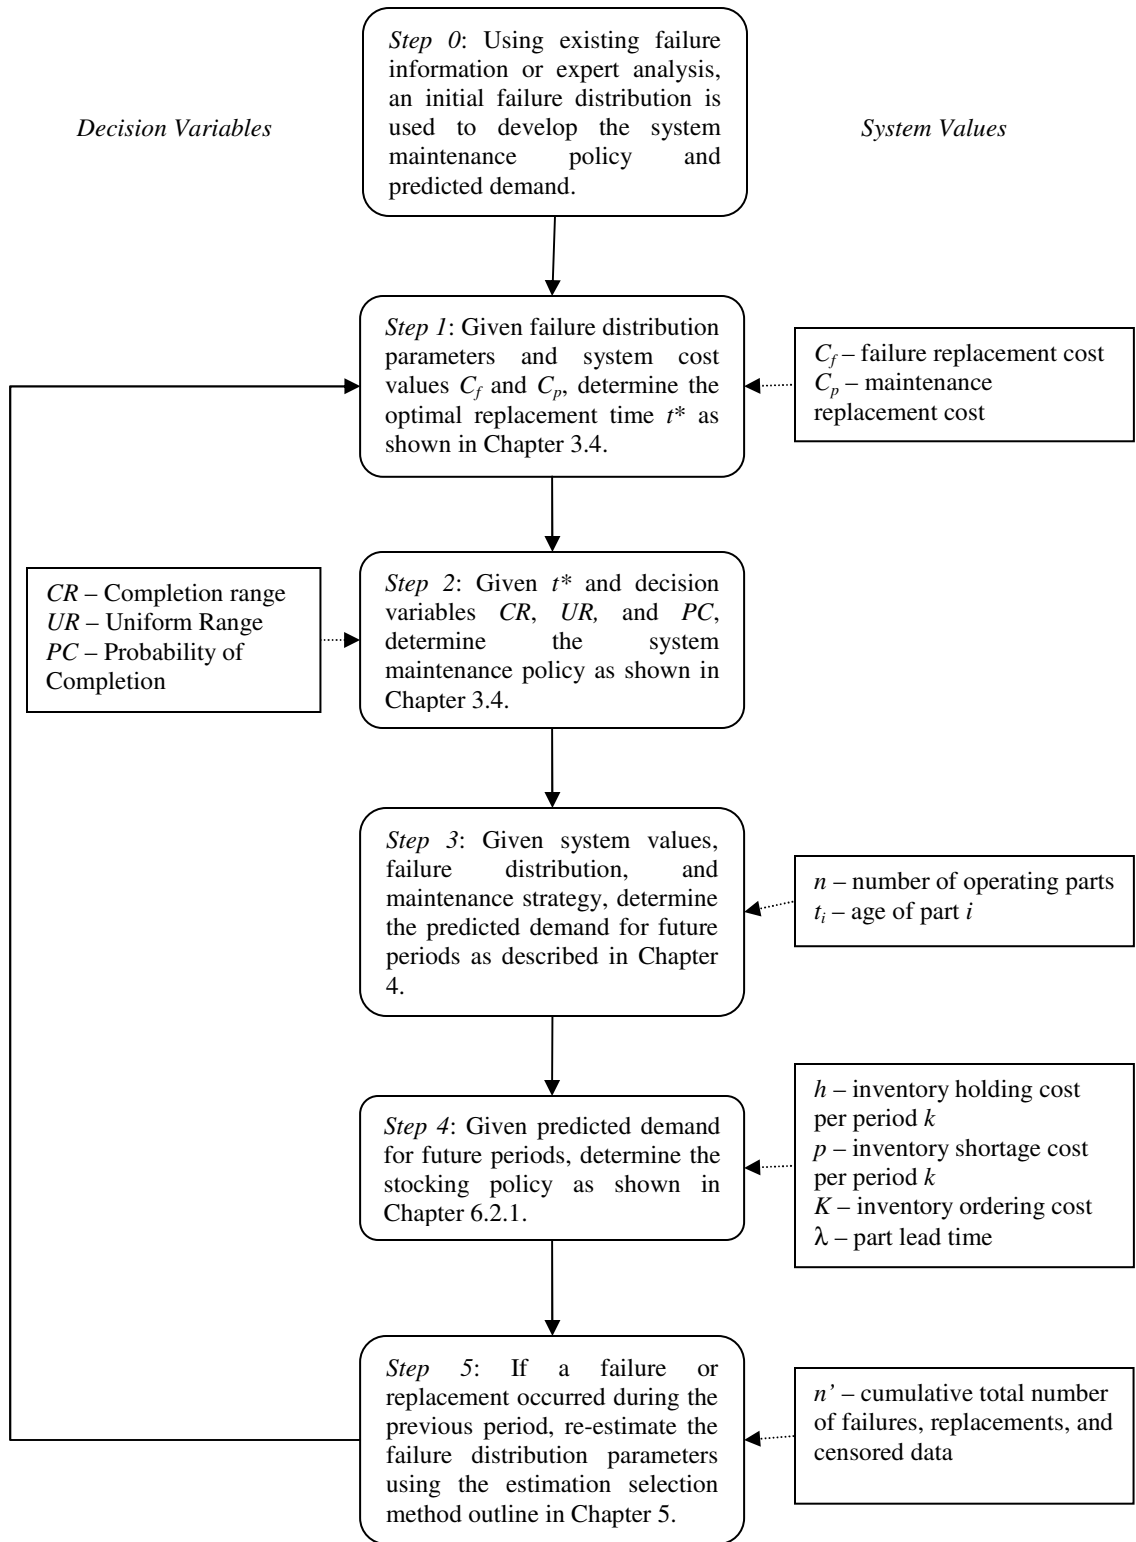 Step 0: Using existing failure
information or expert analysis,
an initial failure distribution is
used to develop the system
maintenance policy and
predicted demand.
Decision Variables
System Values
Step 1: Given failure distribution
parameters and system cost
values Cf and Cp, determine the
optimal replacement time t* as
shown in Chapter 3.4.
Cf – failure replacement cost
Cp – maintenance
replacement cost
Step 2: Given t* and decision
variables CR, UR, and PC,
determine the system
maintenance policy as shown in
Chapter 3.4.
CR – Completion range
UR – Uniform Range
PC – Probability of
Completion
Step 3: Given system values,
failure distribution, and
maintenance strategy, determine
the predicted demand for future
periods as described in Chapter
4.
n – number of operating parts
ti – age of part i
Step 4: Given predicted demand
for future periods, determine the
stocking policy as shown in
Chapter 6.2.1.
h – inventory holding cost
per period k
p – inventory shortage cost
per period k
K – inventory ordering cost
λ – part lead time
Step 5: If a failure or
replacement occurred during the
previous period, re-estimate the
failure distribution parameters
using the estimation selection
method outline in Chapter 5.
n’ – cumulative total number
of failures, replacements, and
censored data